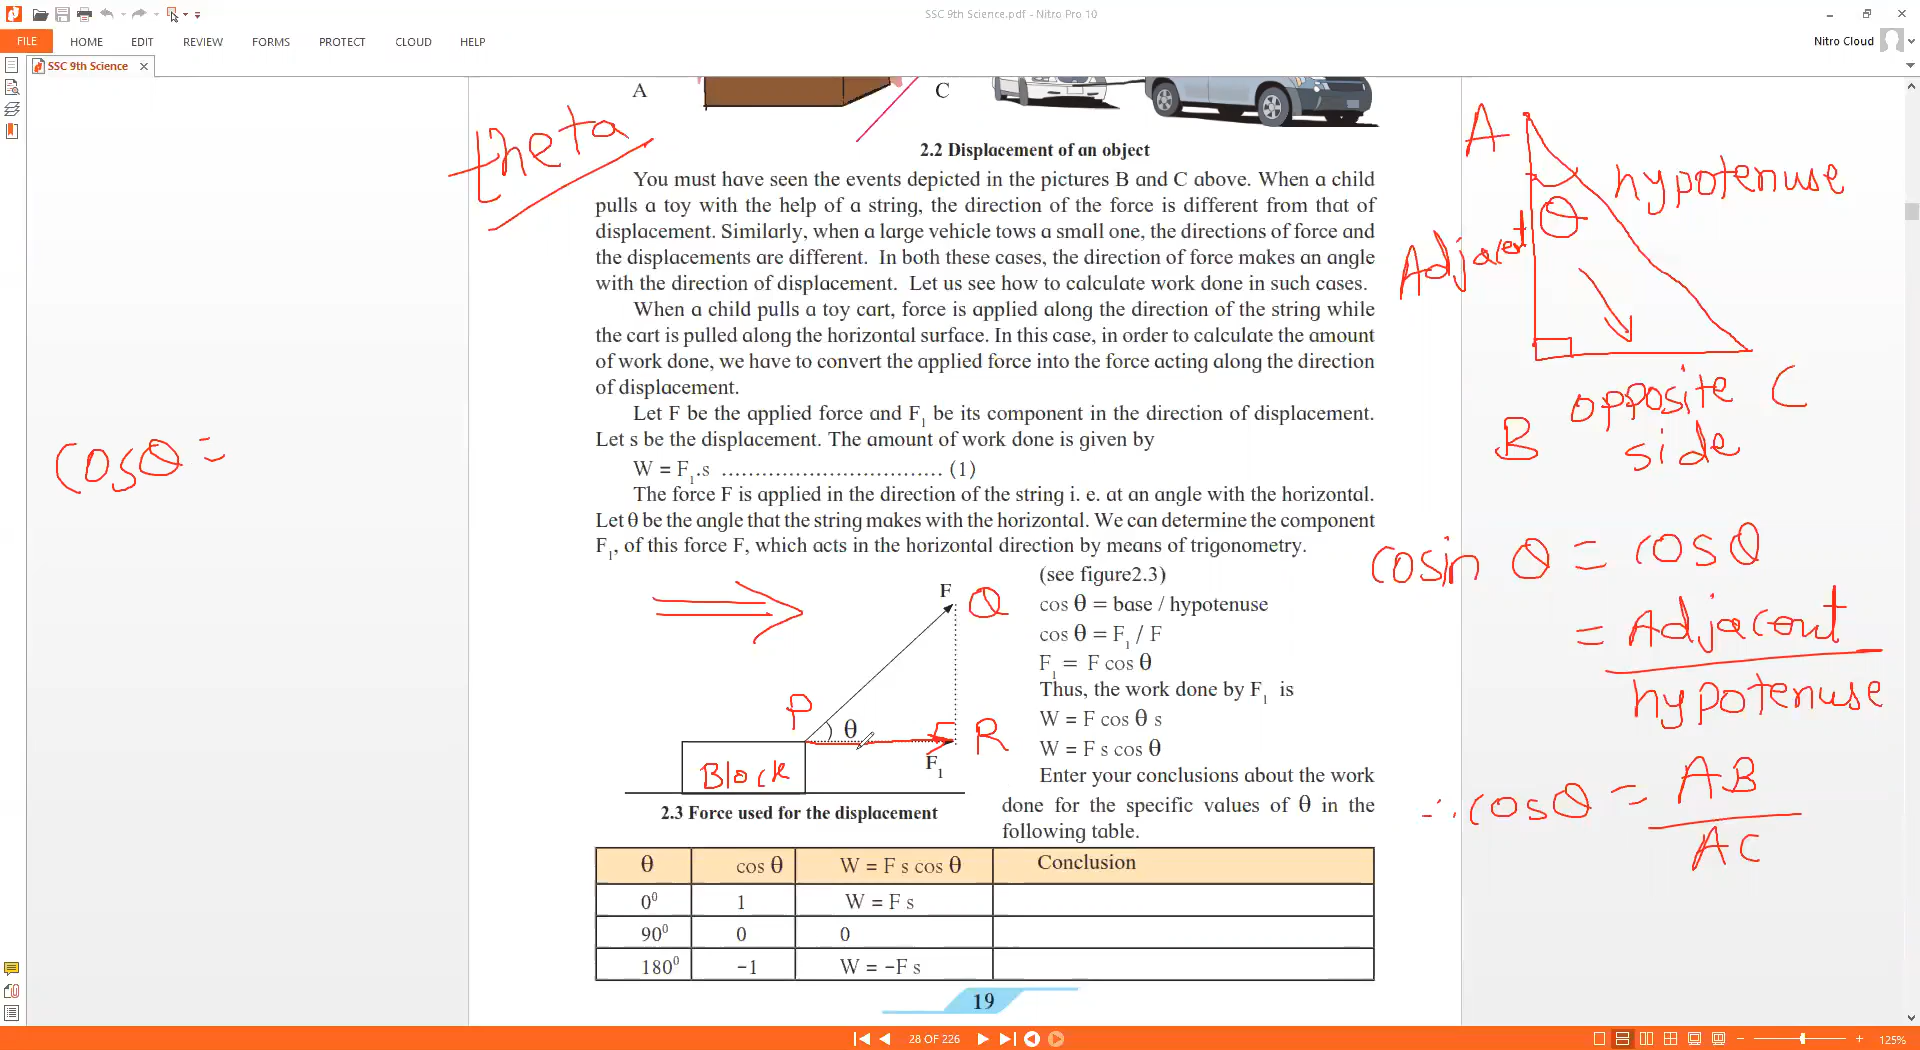 SSC 9th Science.pdf - Nitro Pro 10
FILE HOME EDIT REVIEW FORMS PROTECT CLOUD HELP
Nitro Cloud
SSC 9th Science
A
C
2.2 Displacement of an object
You must have seen the events depicted in the pictures B and C above. When a child
pulls a toy with the help of a string, the direction of the force is different from that of
displacement. Similarly, when a large vehicle tows a small one, the directions of force and
the displacements are different. In both these cases, the direction of force makes an angle
with the direction of displacement. Let us see how to calculate work done in such cases.
When a child pulls a toy cart, force is applied along the direction of the string while
the cart is pulled along the horizontal surface. In this case, in order to calculate the amount
of work done, we have to convert the applied force into the force acting along the direction
of displacement.
Let F be the applied force and F₁ be its component in the direction of displacement.
Let s be the displacement. The amount of work done is given by
W = F₁.s ................................. (1)
The force F is applied in the direction of the string i. e. at an angle with the horizontal.
Let θ be the angle that the string makes with the horizontal. We can determine the component
F₁, of this force F, which acts in the horizontal direction by means of trigonometry.
(see figure2.3)
cos θ = base / hypotenuse
cos θ = F₁ / F
F₁ = F cos θ
Thus, the work done by F₁ is
W = F cos θ s
W = F s cos θ
Enter your conclusions about the work
done for the specific values of θ in the
following table.
F
Q
P
θ
R
F₁
Block
2.3 Force used for the displacement
θ cos θ W = F s cos θ Conclusion
0⁰ 1 W = F s
90⁰ 0 0
180⁰ −1 W = −F s
19
theta
cosθ =
A
hypotenuse
θ
Adjacent
opposite
side
C
B
cosin θ = cosθ
= Adjacent
hypotenuse
∴ cosθ = AB
AC
28 OF 226
125%